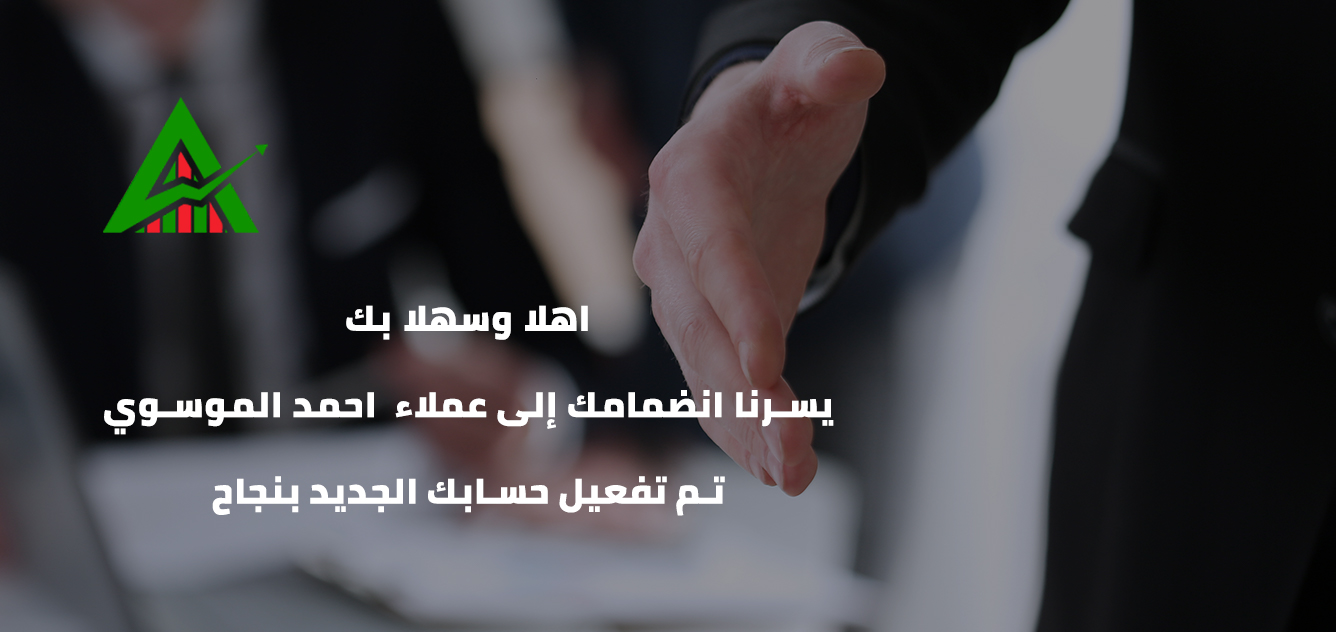 اهلا وسهلا بك
يسـرنا انضمامك إلى عملاء احمد الموسـوي
تـم تفعيل حسـابك الجديد بنجاح